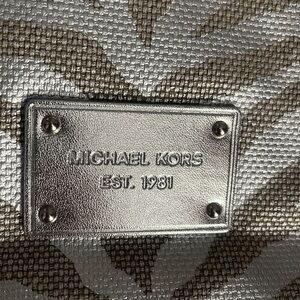 MICHAEL KORS
EST. 1981